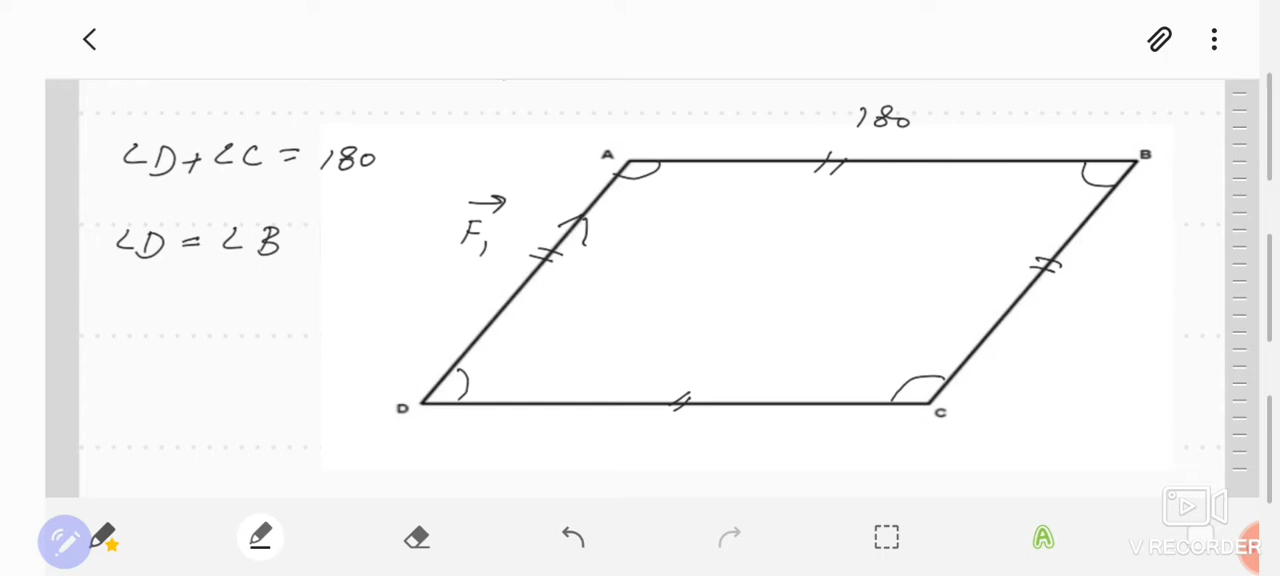 180
∠D+∠C = 180
A
B
F₁
∠D = ∠B
D
C
A
V RECORDER